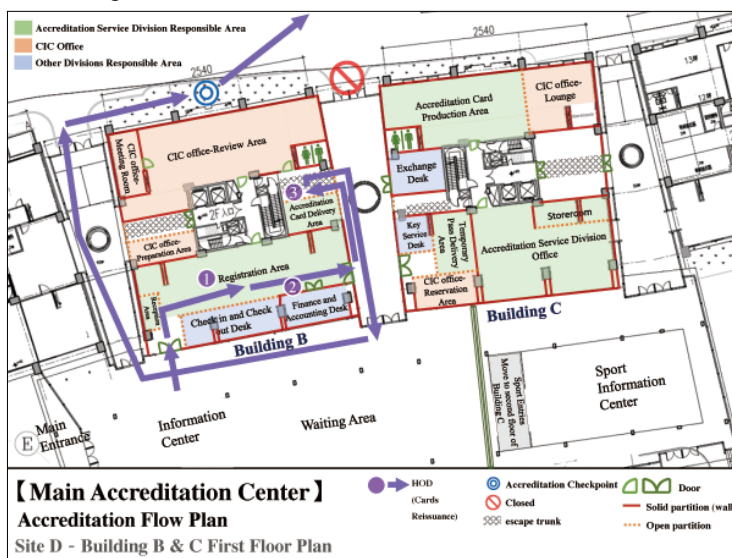 Accreditation Service Division Responsible Area
CIC Office
Other Divisions Responsible Area
2540
2540
CIC office-
Meeting Room
CIC office-Review Area
Accreditation Card
Production Area
CIC office-
Lounge
Exchange
Desk
3
Accreditation
Card Delivery
Area
2F
Key
Service
Desk
Temporary
Pass Delivery
Area
Storeroom
Accreditation Service Division
Office
CIC office-
Preparation Area
1
Registration Area
2
Reception
Area
Check in and Check
out Desk
Finance and
Accounting Desk
CIC office-
Reservation
Area
Building B
Building C
Main
Entrance
E
Information
Center
Waiting Area
Sport Entries
Move to second floor of
Building C
Sport
Information
Center
【Main Accreditation Center】
Accreditation Flow Plan
Site D - Building B & C First Floor Plan
HOD
(Cards
Reissuance)
Accreditation Checkpoint
Closed
escape trunk
Door
Solid partition (wall
Open partition